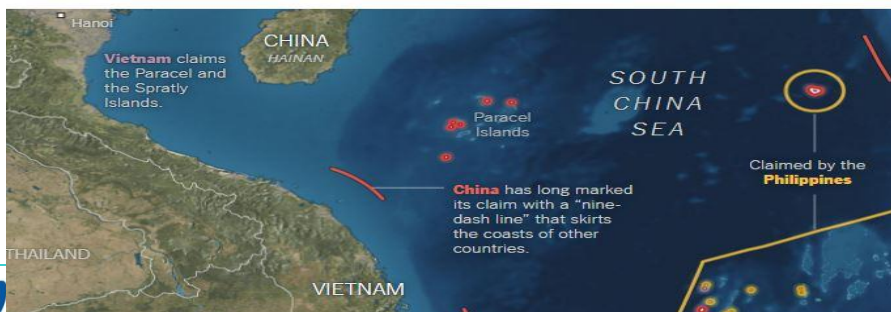 Hanoi
CHINA
HAINAN
Vietnam claims
the Paracel and
the Spratly
Islands.
SOUTH
CHINA
SEA
Paracel
Islands
Claimed by the
Philippines
China has long marked
its claim with a “nine-
dash line” that skirts
the coasts of other
countries.
THAILAND
VIETNAM